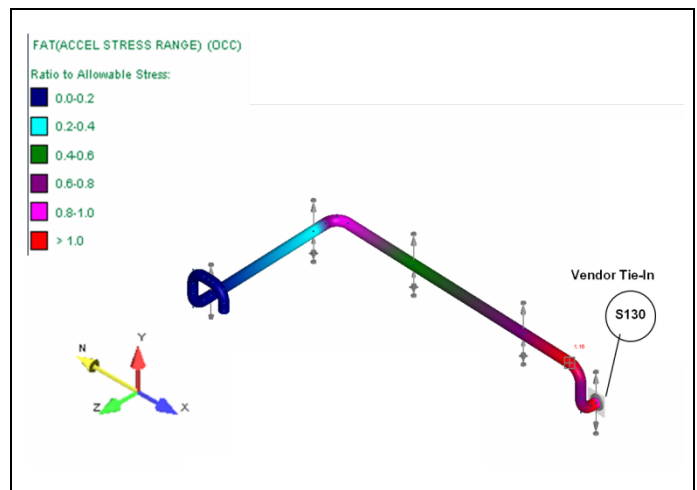 FAT(ACCEL STRESS RANGE) (OCC)
Ratio to Allowable Stress:
0.0-0.2
0.2-0.4
0.4-0.6
0.6-0.8
0.8-1.0
> 1.0
Vendor Tie-In
S130
N
Y
Z
X